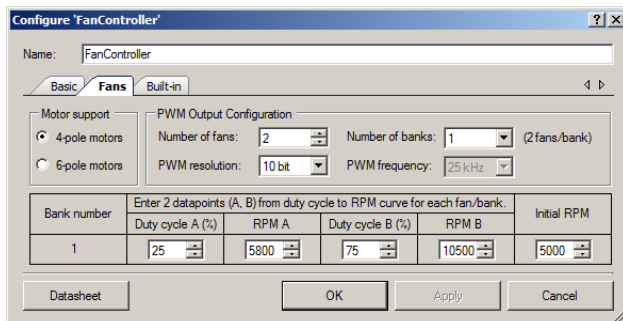 Configure 'FanController'
Name: FanController
Basic Fans Built-in
Motor support PWM Output Configuration
4-pole motors Number of fans: 2 Number of banks: 1 (2 fans/bank)
6-pole motors PWM resolution: 10 bit PWM frequency: 25 kHz
Bank number Enter 2 datapoints (A, B) from duty cycle to RPM curve for each fan/bank. Initial RPM
Duty cycle A (%) RPM A Duty cycle B (%) RPM B
1 25 5800 75 10500 5000
Datasheet OK Apply Cancel